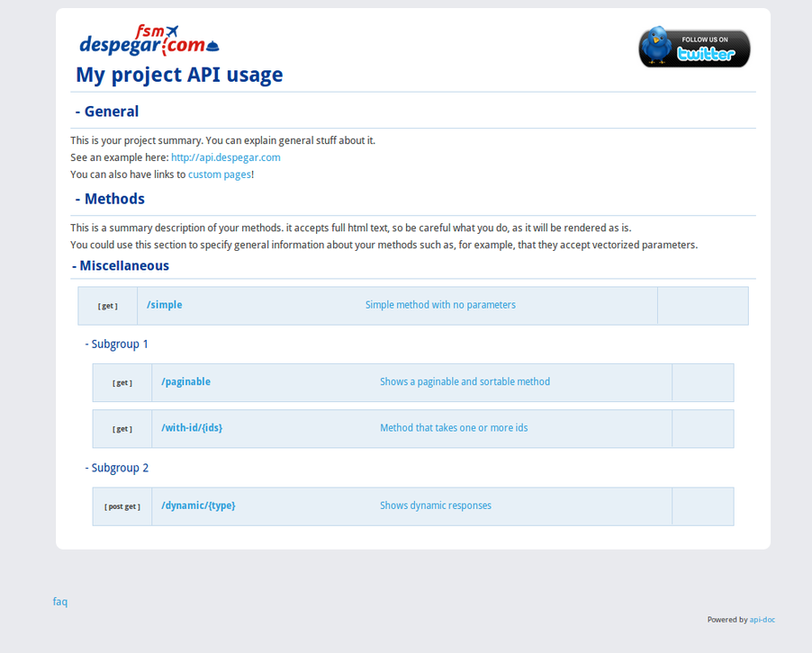 fsm
despegar.com
FOLLOW US ON
twitter
My project API usage
- General
This is your project summary. You can explain general stuff about it.
See an example here: http://api.despegar.com
You can also have links to custom pages!
- Methods
This is a summary description of your methods. it accepts full html text, so be careful what you do, as it will be rendered as is.
You could use this section to specify general information about your methods such as, for example, that they accept vectorized parameters.
- Miscellaneous
[ get ] /simple Simple method with no parameters
- Subgroup 1
[ get ] /paginable Shows a paginable and sortable method
[ get ] /with-id/{ids} Method that takes one or more ids
- Subgroup 2
[ post get ] /dynamic/{type} Shows dynamic responses
faq
Powered by api-doc